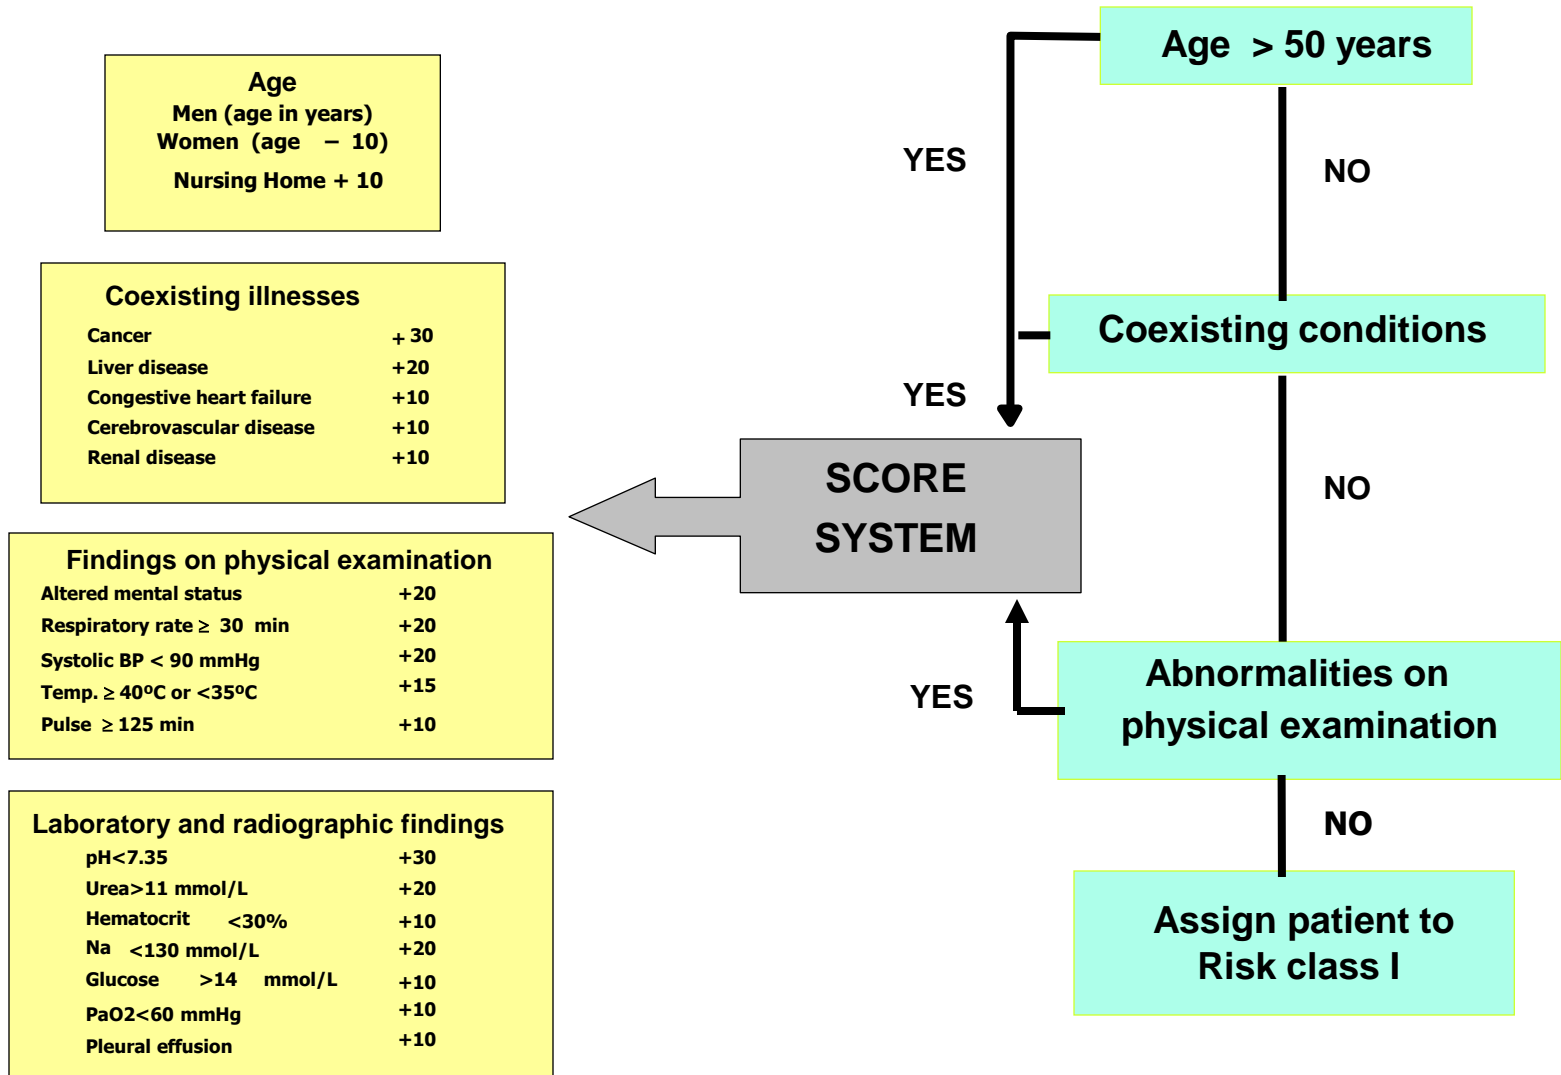 Age
Men (age in years)
Women (age – 10)
Nursing Home + 10
Coexisting illnesses
Cancer + 30
Liver disease +20
Congestive heart failure +10
Cerebrovascular disease +10
Renal disease +10
Findings on physical examination
Altered mental status +20
Respiratory rate ≥ 30 min +20
Systolic BP < 90 mmHg +20
Temp. ≥ 40ºC or <35ºC +15
Pulse ≥ 125 min +10
Laboratory and radiographic findings
pH<7.35 +30
Urea>11 mmol/L +20
Hematocrit <30% +10
Na <130 mmol/L +20
Glucose >14 mmol/L +10
PaO2<60 mmHg +10
Pleural effusion +10
Age > 50 years
YES
NO
Coexisting conditions
YES
NO
SCORE
SYSTEM
Abnormalities on
physical examination
YES
NO
Assign patient to
Risk class I